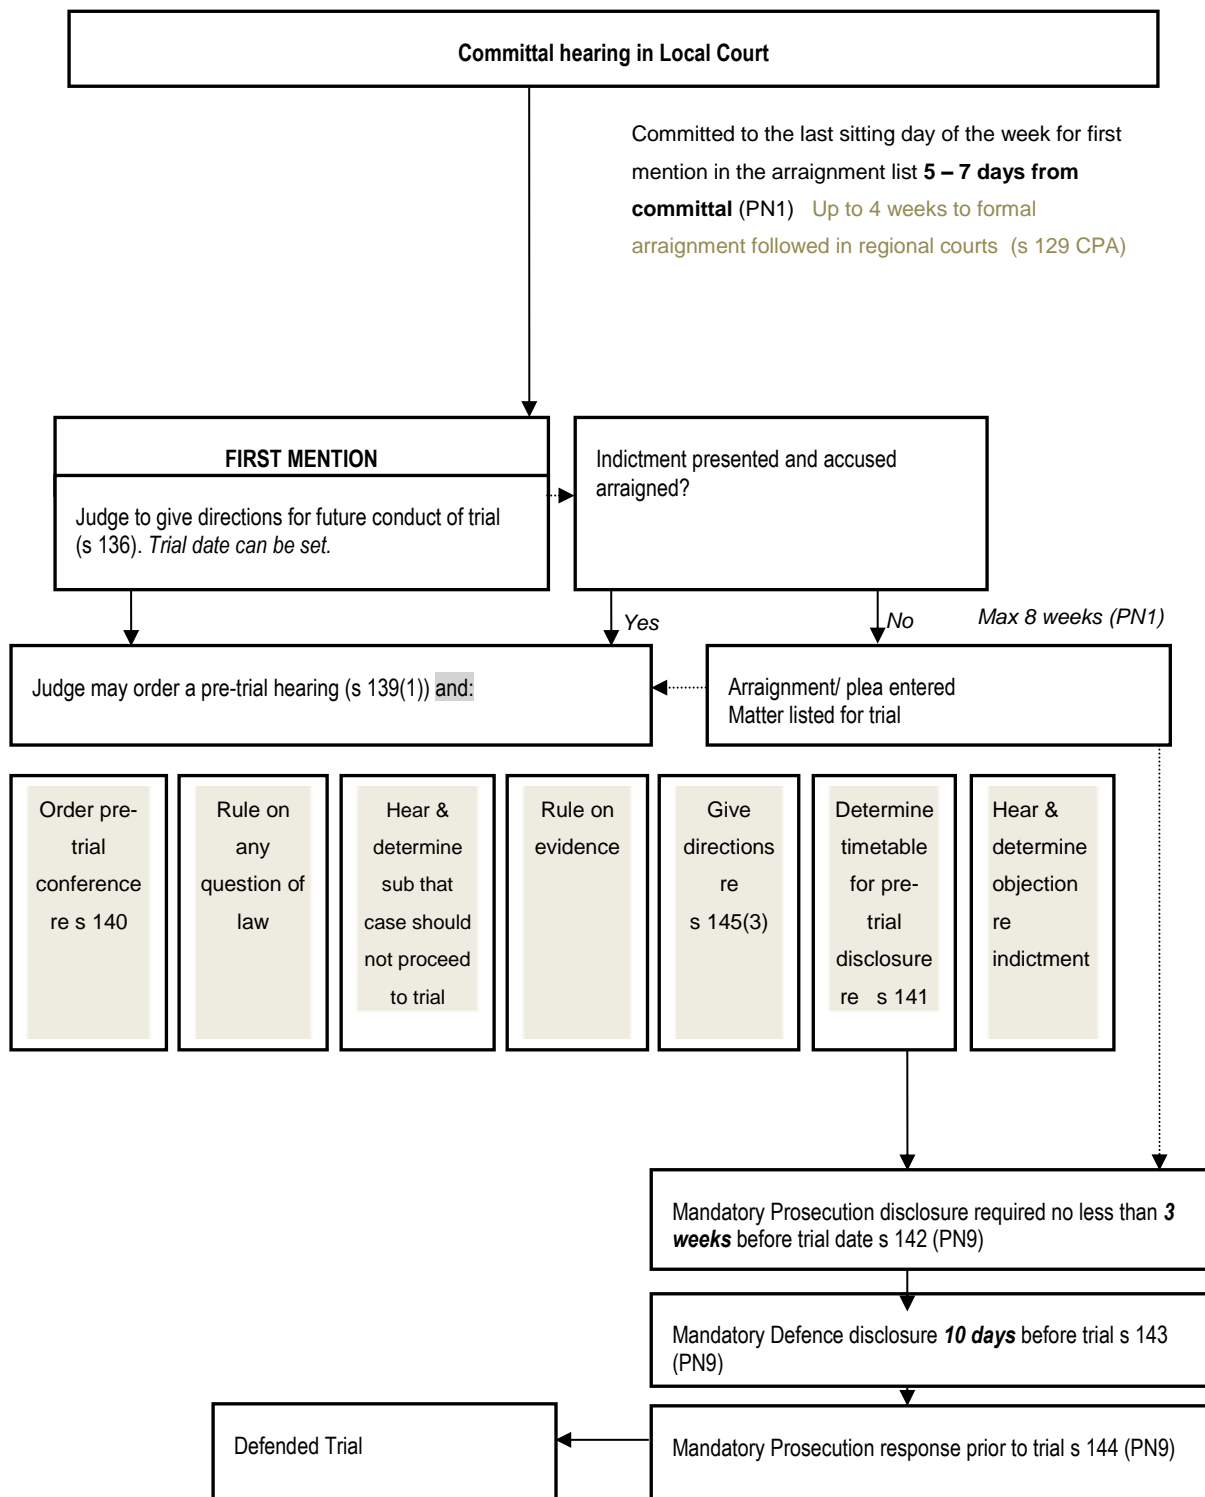 Committal hearing in Local Court
Committed to the last sitting day of the week for first
mention in the arraignment list 5 – 7 days from
committal (PN1) Up to 4 weeks to formal
arraignment followed in regional courts (s 129 CPA)
FIRST MENTION
Judge to give directions for future conduct of trial
(s 136). Trial date can be set.
Indictment presented and accused
arraigned?
Yes
No
Max 8 weeks (PN1)
Judge may order a pre-trial hearing (s 139(1)) and:
Arraignment/ plea entered
Matter listed for trial
Order pre-
trial
conference
re s 140
Rule on
any
question of
law
Hear &
determine
sub that
case should
not proceed
to trial
Rule on
evidence
Give
directions
re
s 145(3)
Determine
timetable
for pre-
trial
disclosure
re s 141
Hear &
determine
objection
re
indictment
Mandatory Prosecution disclosure required no less than 3
weeks before trial date s 142 (PN9)
Mandatory Defence disclosure 10 days before trial s 143
(PN9)
Defended Trial
Mandatory Prosecution response prior to trial s 144 (PN9)